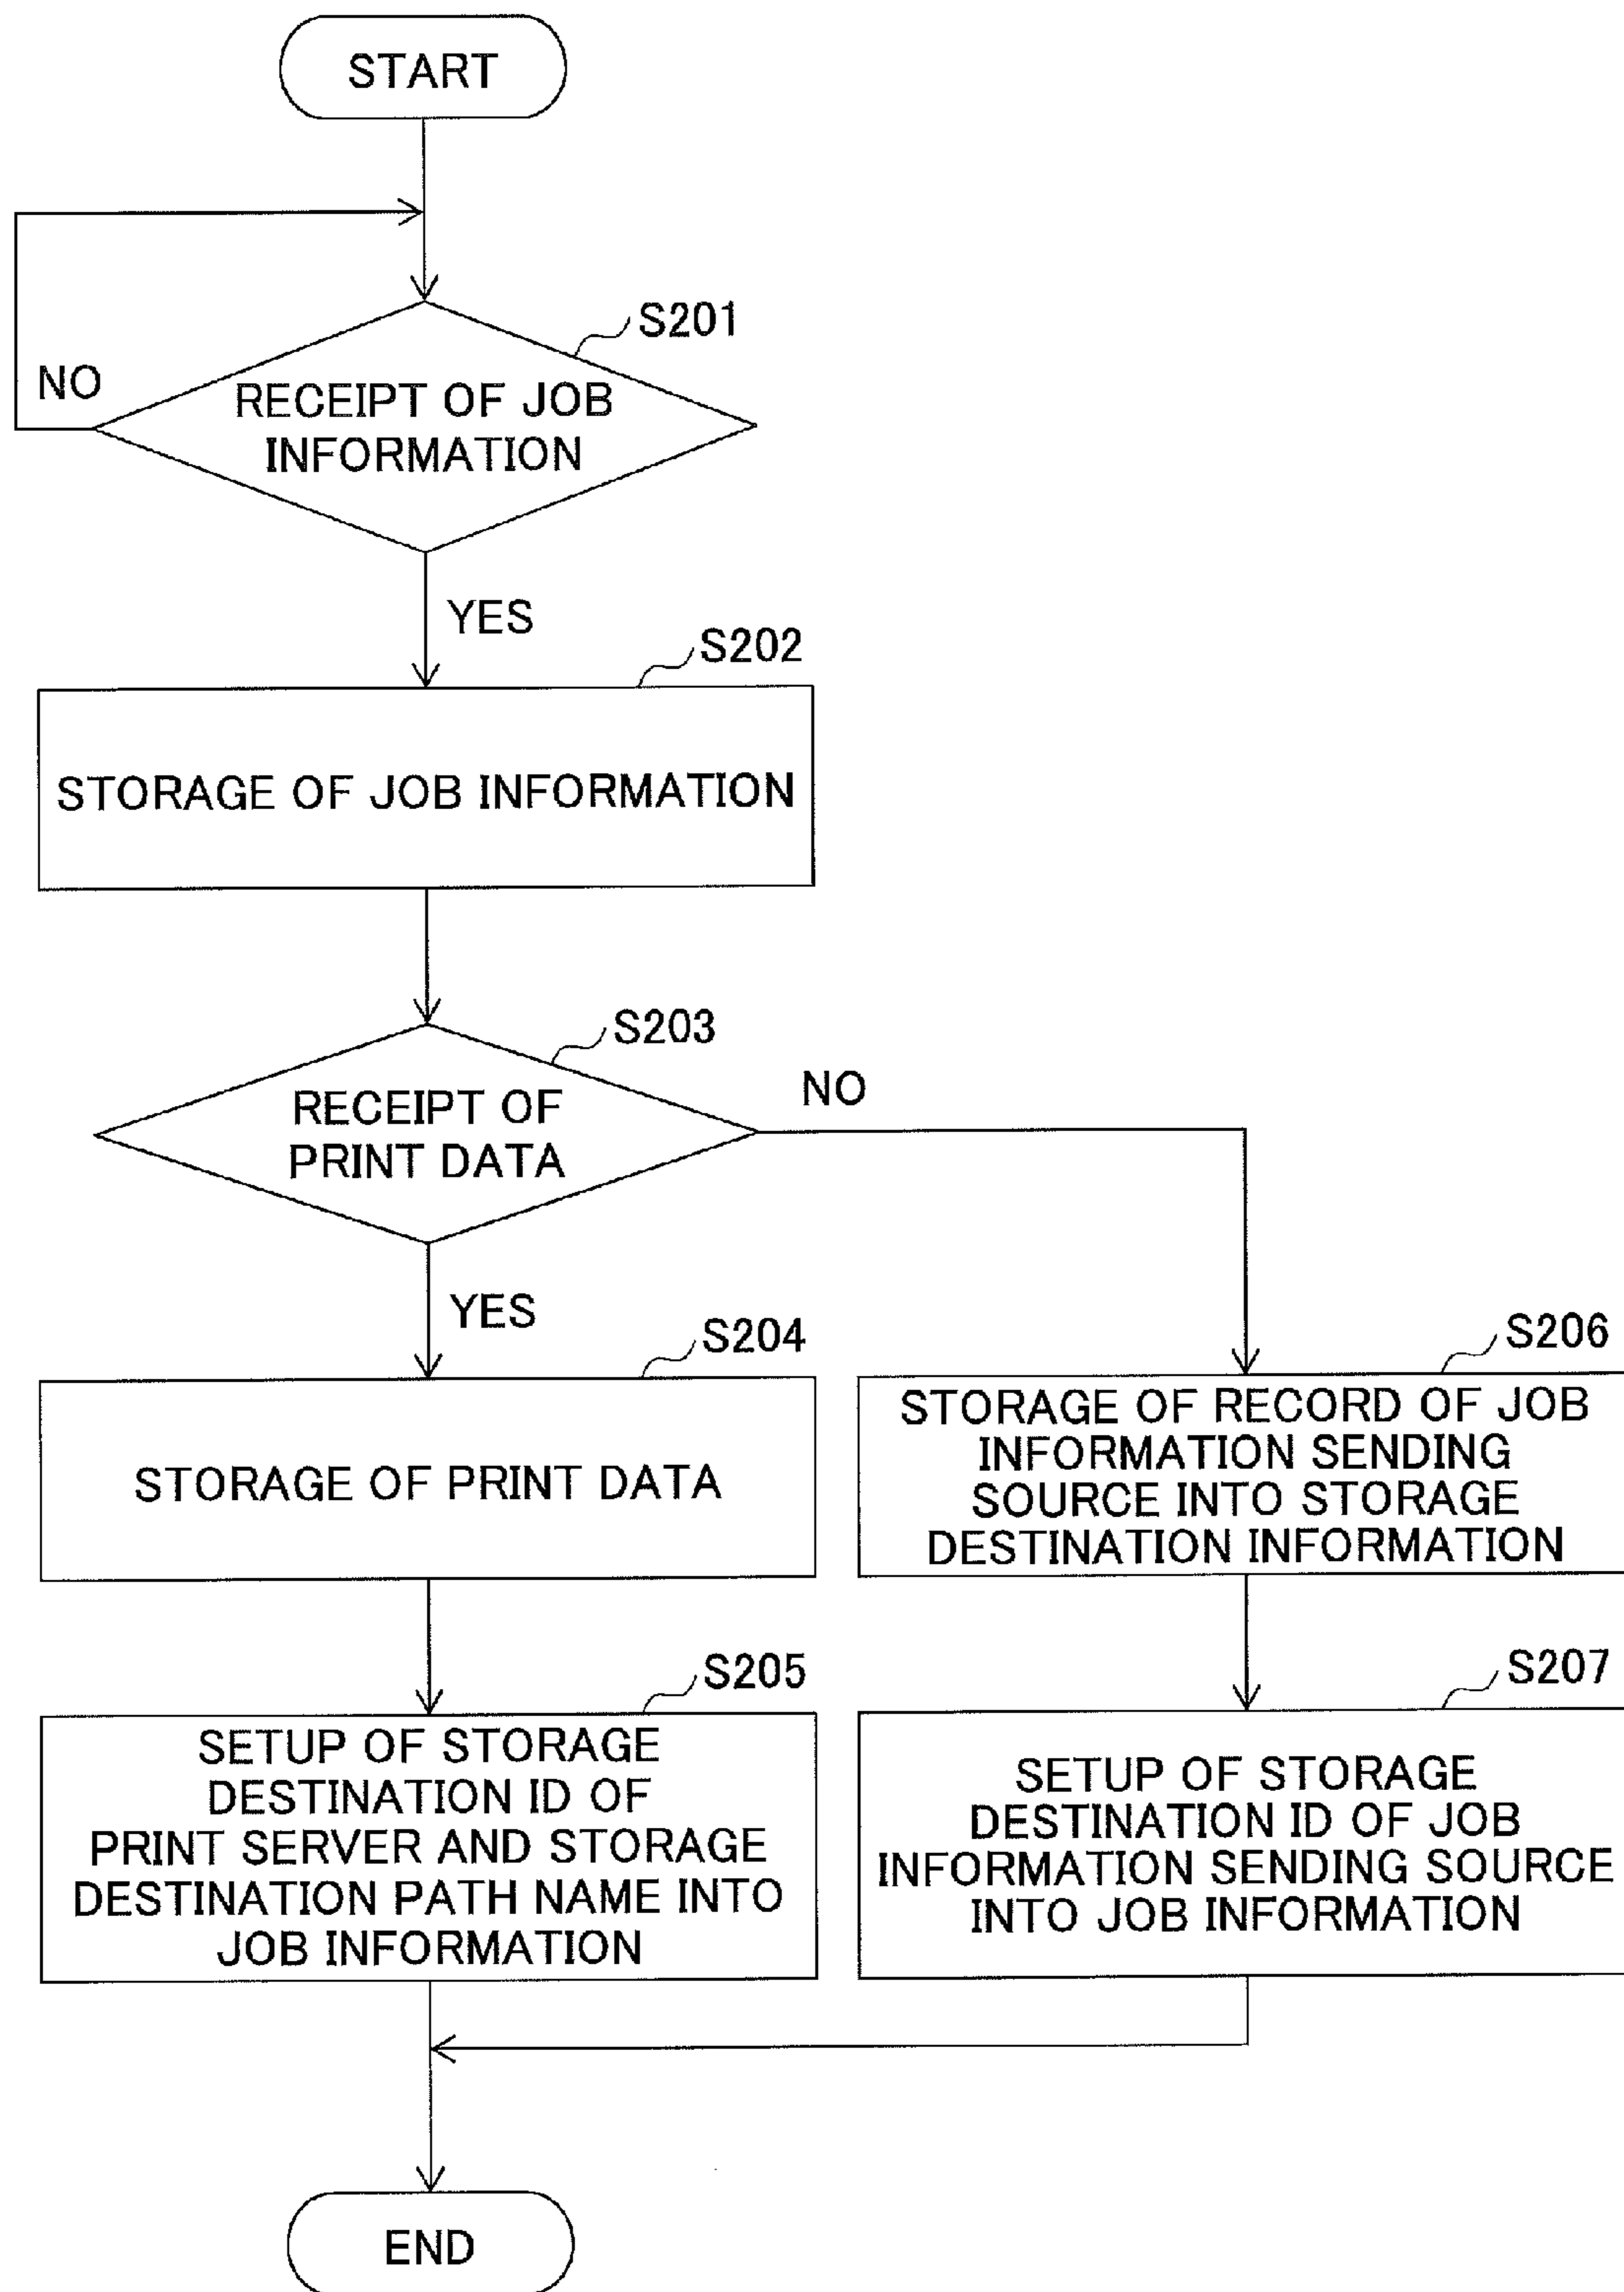 START
S201
NO
RECEIPT OF JOB
INFORMATION
YES
S202
STORAGE OF JOB INFORMATION
S203
RECEIPT OF
PRINT DATA
NO
YES
S204
STORAGE OF PRINT DATA
S206
STORAGE OF RECORD OF JOB
INFORMATION SENDING
SOURCE INTO STORAGE
DESTINATION INFORMATION
S205
SETUP OF STORAGE
DESTINATION ID OF
PRINT SERVER AND STORAGE
DESTINATION PATH NAME INTO
JOB INFORMATION
S207
SETUP OF STORAGE
DESTINATION ID OF JOB
INFORMATION SENDING SOURCE
INTO JOB INFORMATION
END